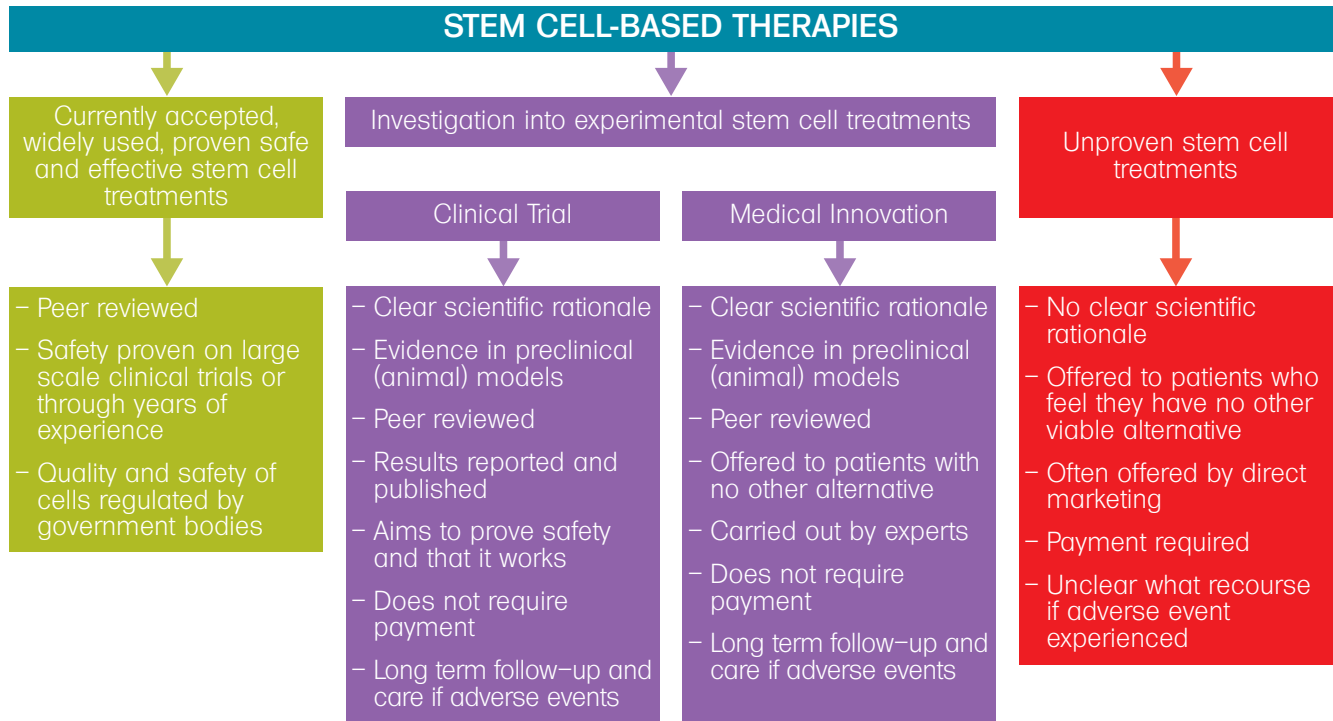 STEM CELL-BASED THERAPIES
Currently accepted,
widely used, proven safe
and effective stem cell
treatments
– Peer reviewed
– Safety proven on large
scale clinical trials or
through years of
experience
– Quality and safety of
cells regulated by
government bodies
Investigation into experimental stem cell treatments
Clinical Trial
– Clear scientific rationale
– Evidence in preclinical
(animal) models
– Peer reviewed
– Results reported and
published
– Aims to prove safety
and that it works
– Does not require
payment
– Long term follow–up and
care if adverse events
Medical Innovation
– Clear scientific rationale
– Evidence in preclinical
(animal) models
– Peer reviewed
– Offered to patients with
no other alternative
– Carried out by experts
– Does not require
payment
– Long term follow–up and
care if adverse events
Unproven stem cell
treatments
– No clear scientific
rationale
– Offered to patients who
feel they have no other
viable alternative
– Often offered by direct
marketing
– Payment required
– Unclear what recourse
if adverse event
experienced